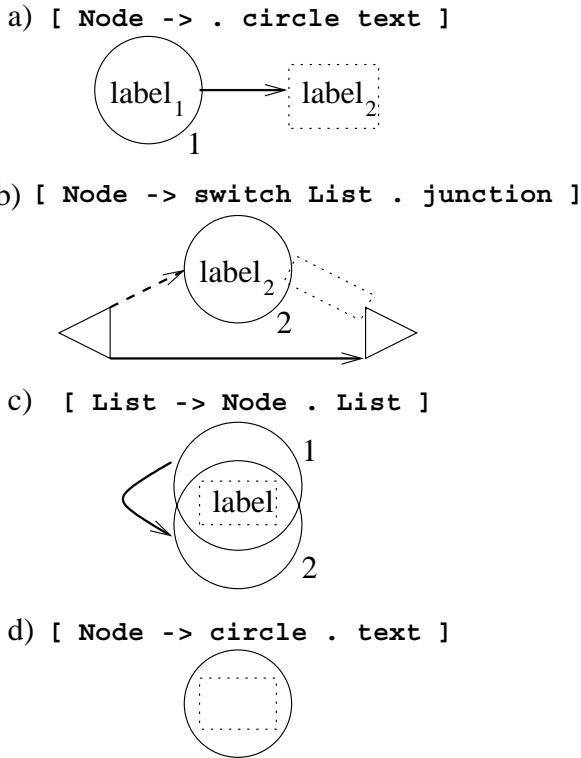 a) [ Node -> . circle text ]
label1 label2
1
b) [ Node -> switch List . junction ]
label2
2
c) [ List -> Node . List ]
1
label
2
d) [ Node -> circle . text ]